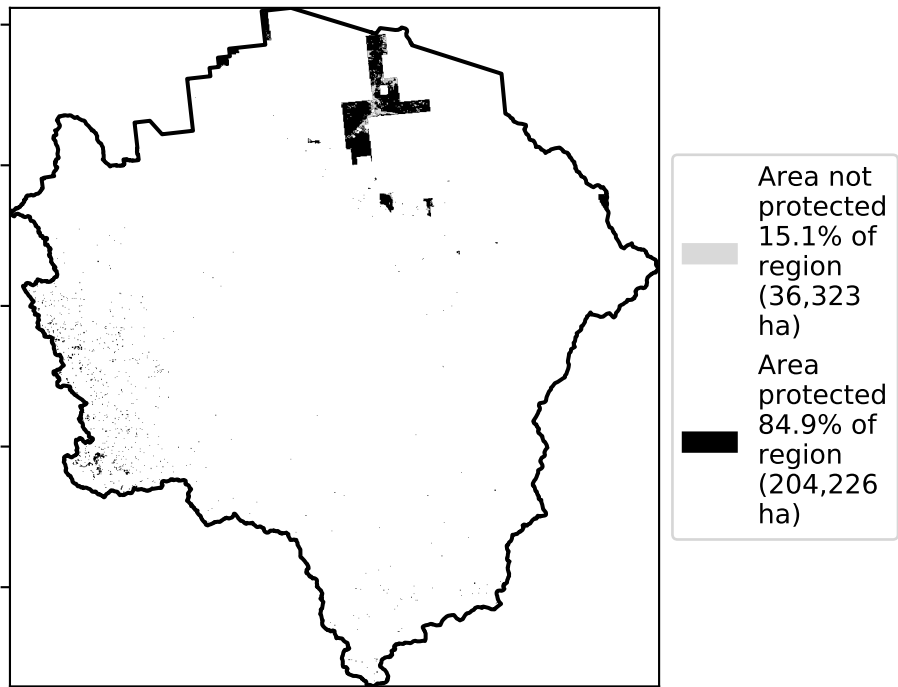 Area not
protected
15.1% of
region
(36,323
ha)
Area
protected
84.9% of
region
(204,226
ha)